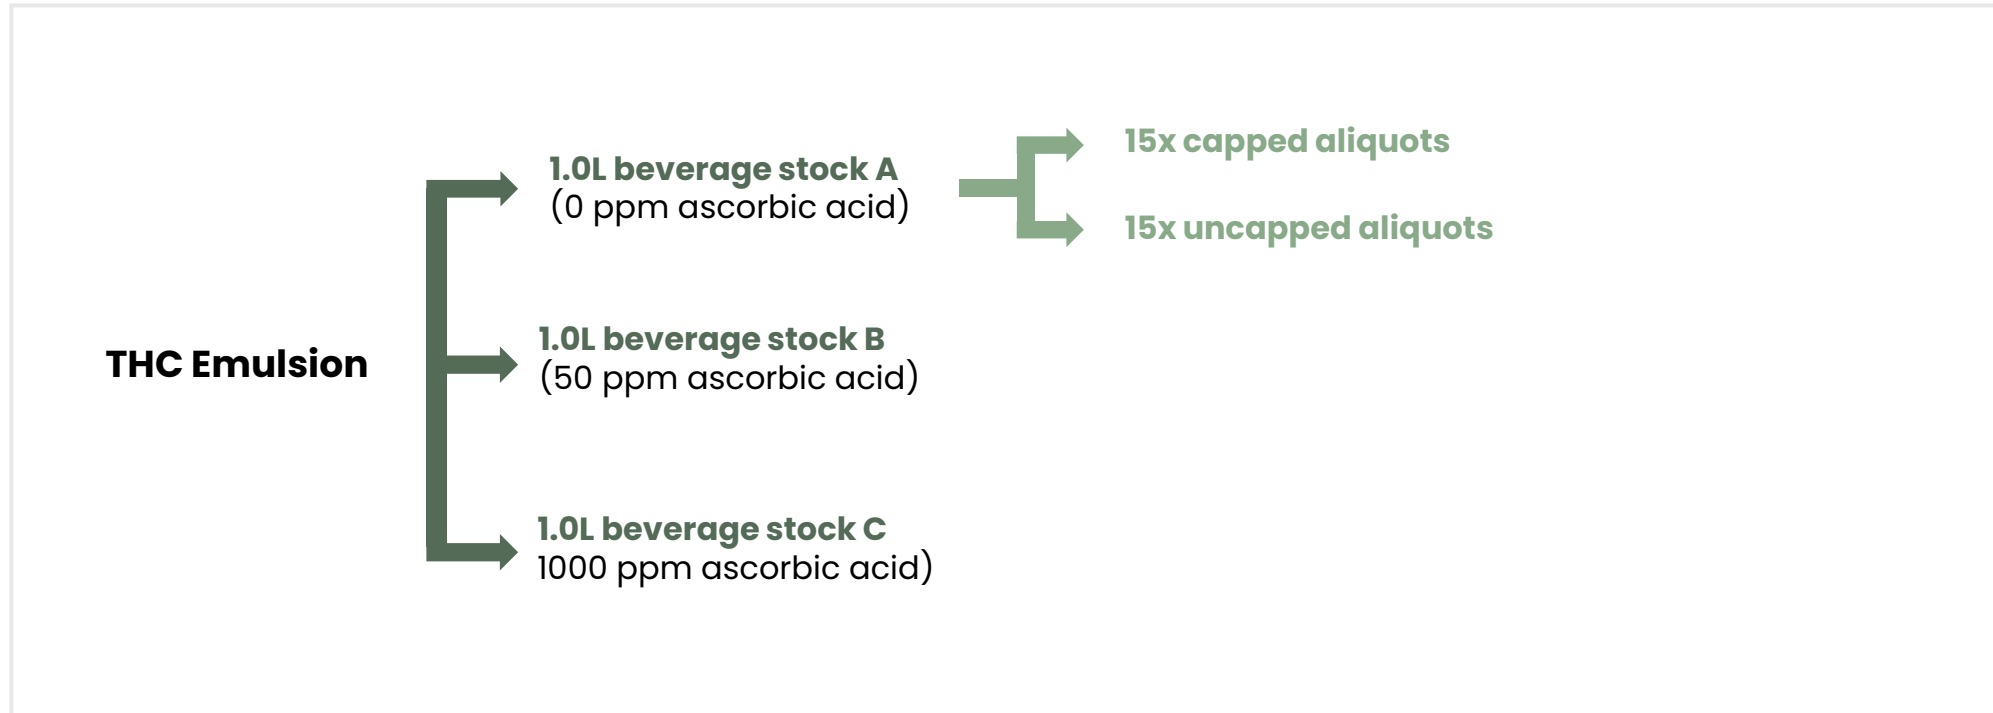 THC Emulsion
1.0L beverage stock A
(0 ppm ascorbic acid)
15x capped aliquots
15x uncapped aliquots
1.0L beverage stock B
(50 ppm ascorbic acid)
1.0L beverage stock C
1000 ppm ascorbic acid)